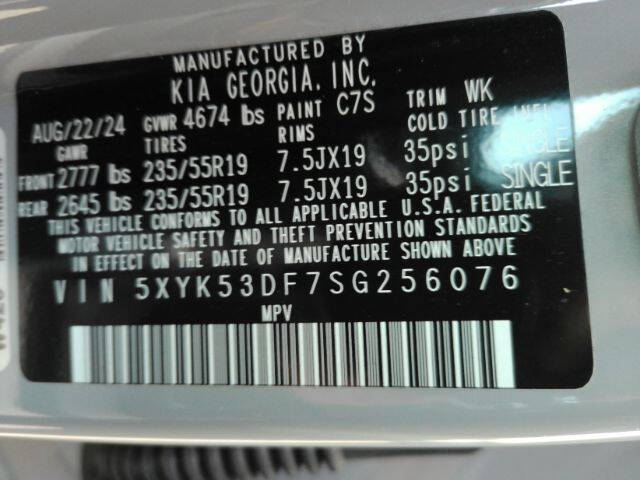 MANUFACTURED BY
KIA GEORGIA, INC.
AUG/22/24 GVWR 4674 lbs PAINT C7S TRIM WK
GAWR TIRES RIMS COLD TIRE INFL
FRONT 2777 lbs 235/55R19 7.5JX19 35psi SINGLE
REAR 2645 lbs 235/55R19 7.5JX19 35psi SINGLE
THIS VEHICLE CONFORMS TO ALL APPLICABLE U.S.A. FEDERAL
MOTOR VEHICLE SAFETY AND THEFT PREVENTION STANDARDS
IN EFFECT ON THE DATE OF MANUFACTURE SHOWN ABOVE
VIN 5XYK53DF7SG256076
MPV